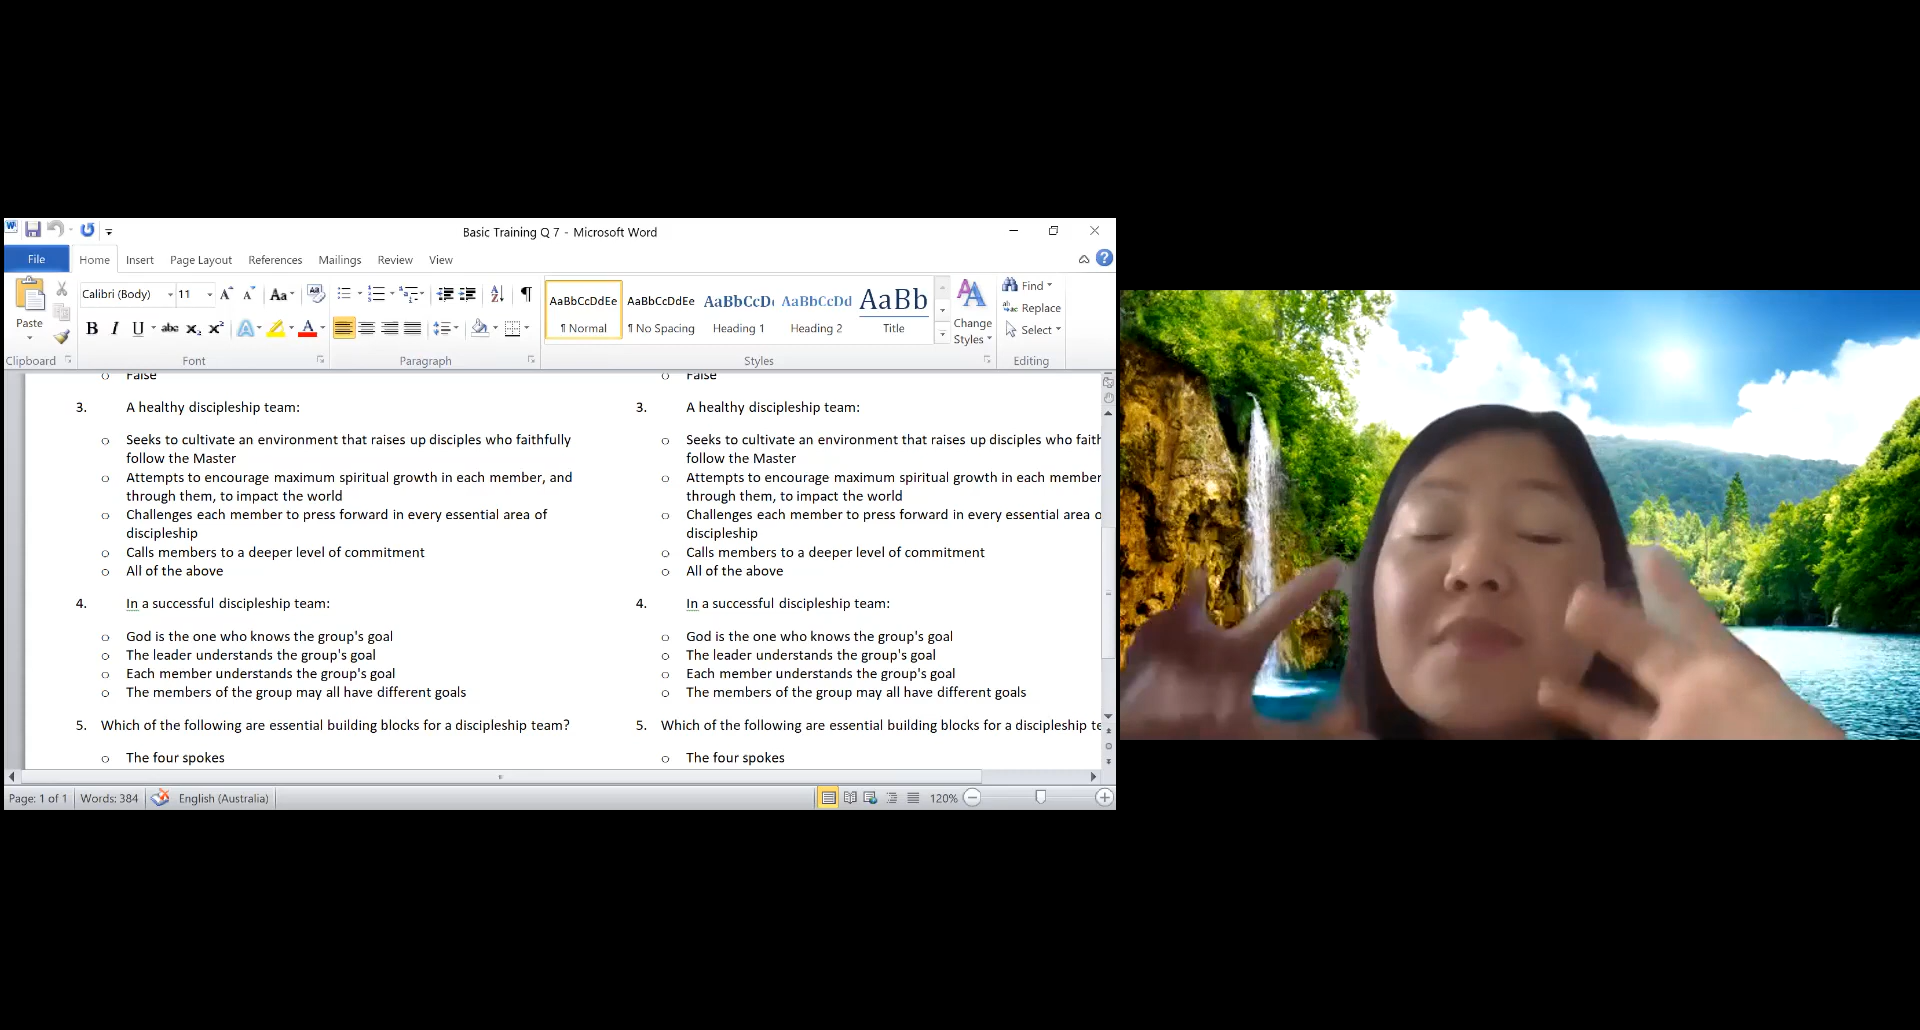 Basic Training Q 7 - Microsoft Word
File Home Insert Page Layout References Mailings Review View
Calibri (Body) 11
Paste
AaBbCcDdEe AaBbCcDdEe AaBbCcDd AaBbCcDd AaBb
¶ Normal ¶ No Spacing Heading 1 Heading 2 Title
Change
Styles
Find
Replace
Select
Clipboard Font Paragraph Styles Editing
False
3. A healthy discipleship team:
o Seeks to cultivate an environment that raises up disciples who faithfully
follow the Master
o Attempts to encourage maximum spiritual growth in each member, and
through them, to impact the world
o Challenges each member to press forward in every essential area of
discipleship
o Calls members to a deeper level of commitment
o All of the above
4. In a successful discipleship team:
o God is the one who knows the group's goal
o The leader understands the group's goal
o Each member understands the group's goal
o The members of the group may all have different goals
5. Which of the following are essential building blocks for a discipleship team?
o The four spokes
False
3. A healthy discipleship team:
o Seeks to cultivate an environment that raises up disciples who faith
follow the Master
o Attempts to encourage maximum spiritual growth in each member
through them, to impact the world
o Challenges each member to press forward in every essential area o
discipleship
o Calls members to a deeper level of commitment
o All of the above
4. In a successful discipleship team:
o God is the one who knows the group's goal
o The leader understands the group's goal
o Each member understands the group's goal
o The members of the group may all have different goals
5. Which of the following are essential building blocks for a discipleship te
o The four spokes
Page: 1 of 1 Words: 384 English (Australia) 120%